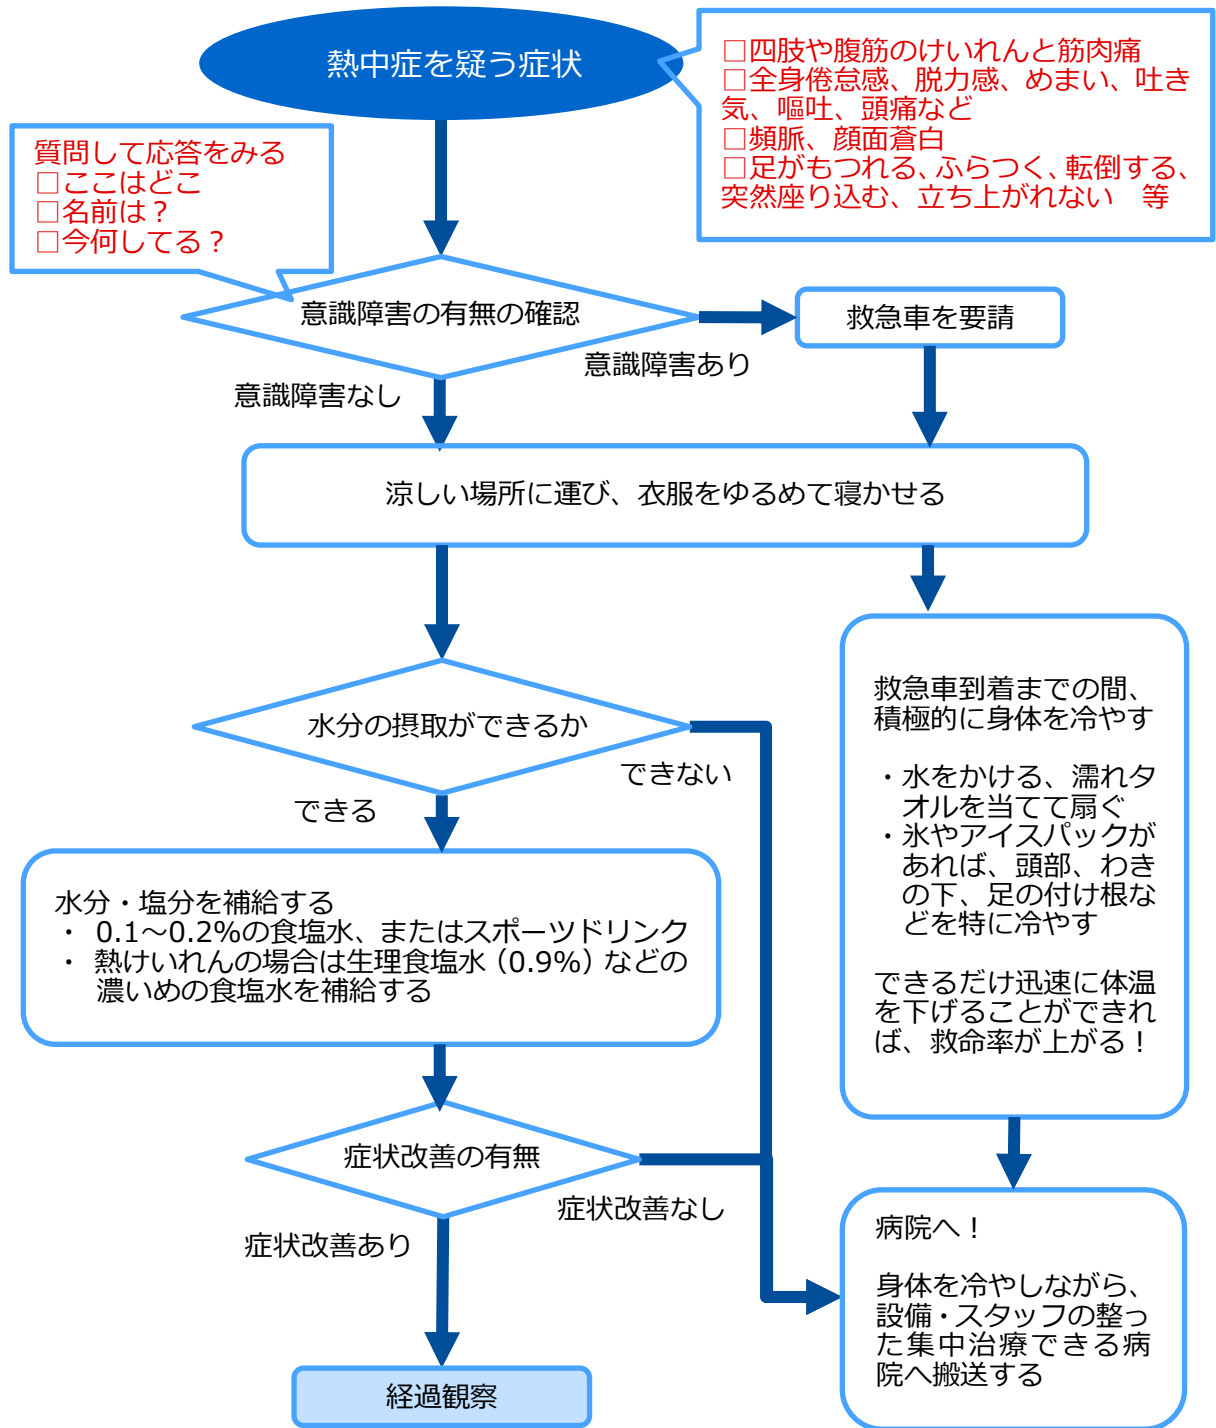 熱中症を疑う症状
□四肢や腹筋のけいれんと筋肉痛
□全身倦怠感、脱力感、めまい、吐き
気、嘔吐、頭痛など
□頻脈、顔面蒼白
□足がもつれる、ふらつく、転倒する、
突然座り込む、立ち上がれない　等
質問して応答をみる
□ここはどこ
□名前は？
□今何してる？
意識障害の有無の確認
救急車を要請
意識障害あり
意識障害なし
涼しい場所に運び、衣服をゆるめて寝かせる
水分の摂取ができるか
できない
できる
救急車到着までの間、
積極的に身体を冷やす
・水をかける、濡れタ
オルを当てて扇ぐ
・氷やアイスパックが
あれば、頭部、わき
の下、足の付け根な
どを特に冷やす
できるだけ迅速に体温
を下げることができれ
ば、救命率が上がる！
水分・塩分を補給する
・ 0.1～0.2%の食塩水、またはスポーツドリンク
・ 熱けいれんの場合は生理食塩水（0.9%）などの
濃いめの食塩水を補給する
症状改善の有無
症状改善なし
症状改善あり
病院へ！
身体を冷やしながら、
設備・スタッフの整っ
た集中治療できる病
院へ搬送する
経過観察